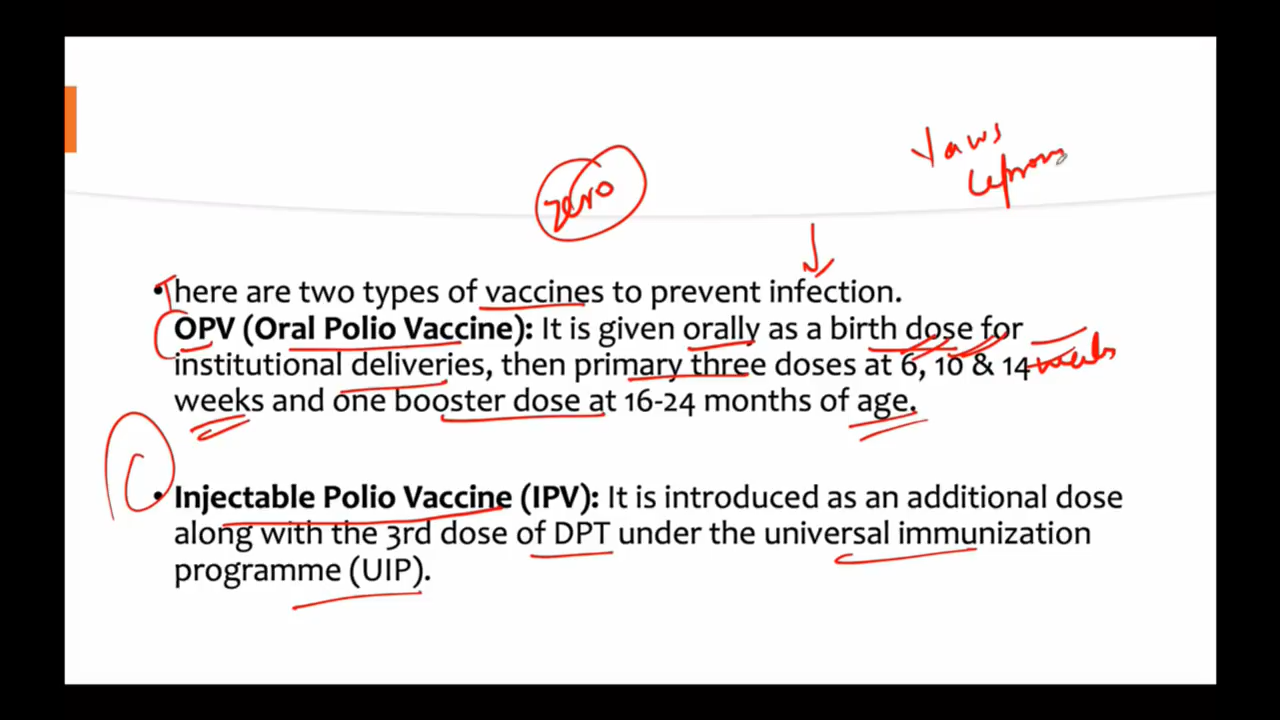 Yaws
Leprosy
zero
•There are two types of vaccines to prevent infection.
OPV (Oral Polio Vaccine): It is given orally as a birth dose for
institutional deliveries, then primary three doses at 6, 10 & 14 weeks
weeks and one booster dose at 16-24 months of age.
• Injectable Polio Vaccine (IPV): It is introduced as an additional dose
along with the 3rd dose of DPT under the universal immunization
programme (UIP).